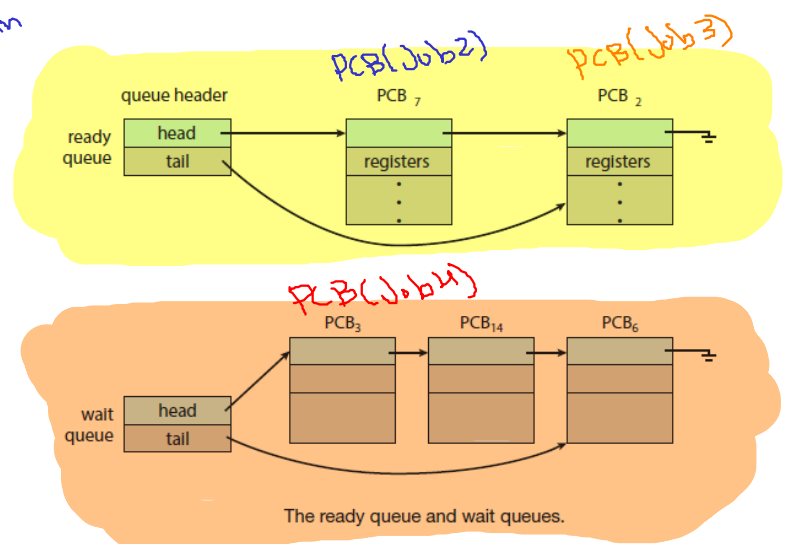 m
PCB(Job2)
PCB(Job3)
queue header
PCB 7
PCB 2
ready queue
head
tail
registers
registers
PCB(Job4)
PCB3
PCB14
PCB6
wait queue
head
tail
The ready queue and wait queues.